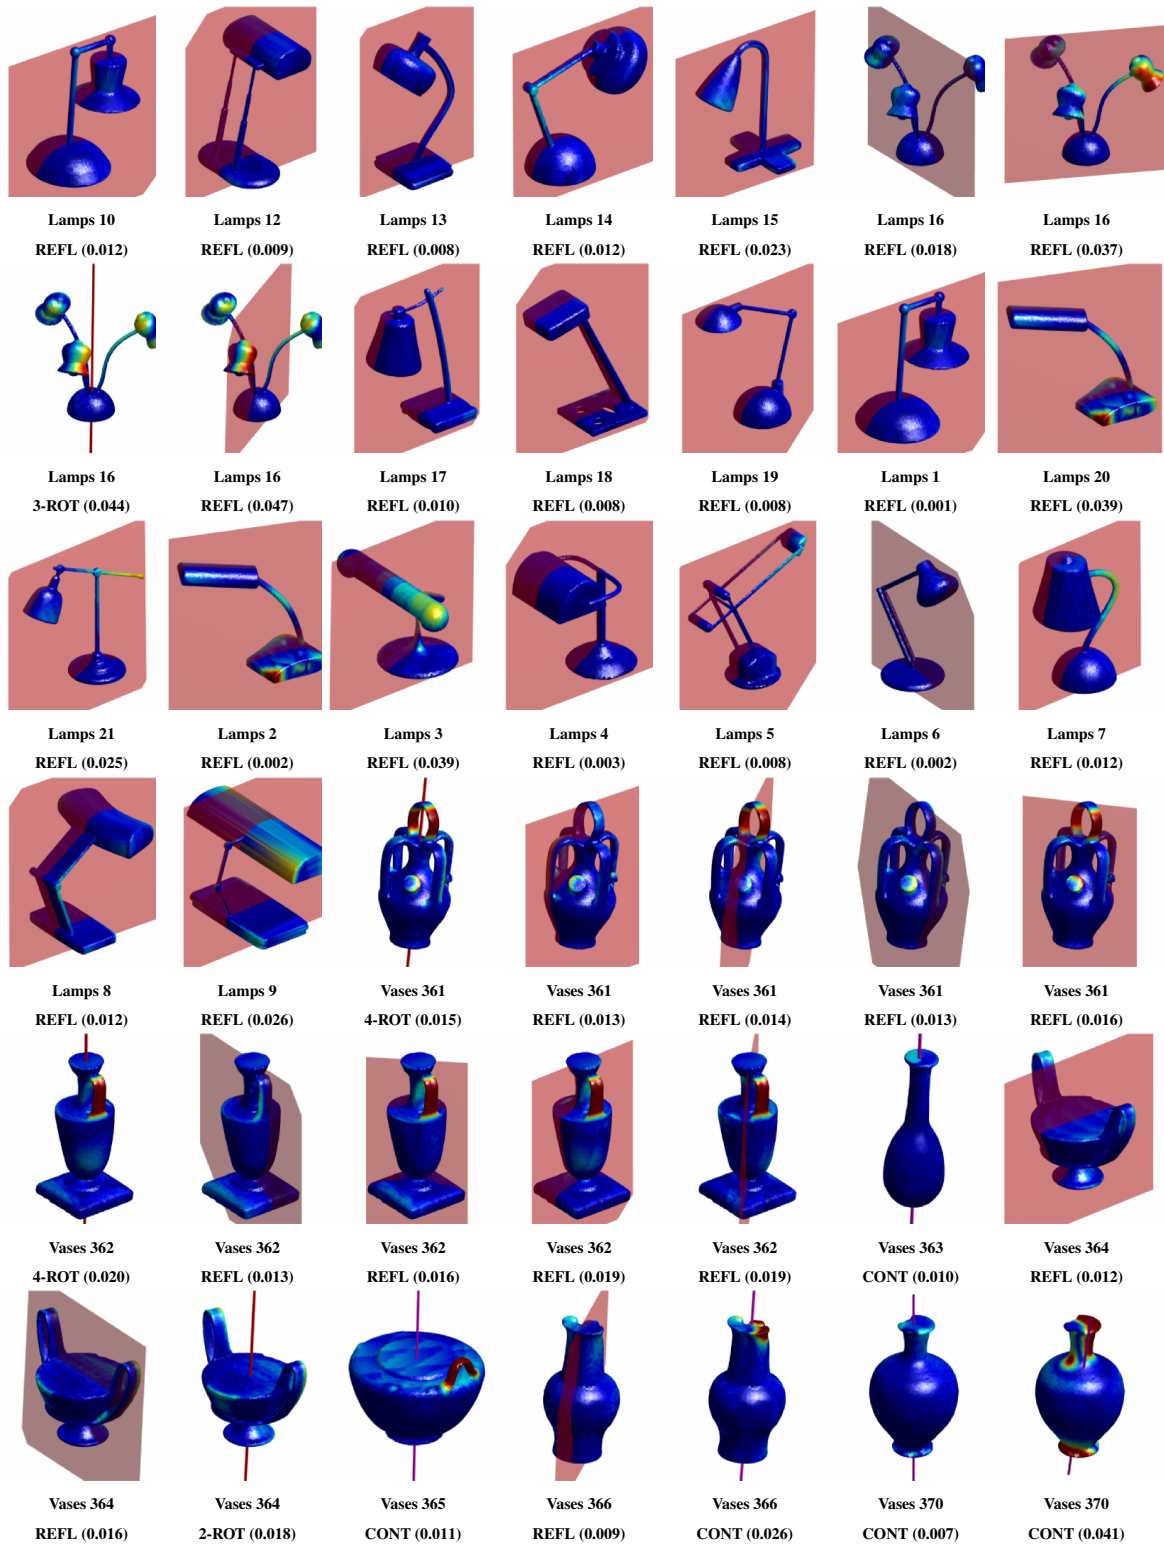 Lamps 10 Lamps 12 Lamps 13 Lamps 14 Lamps 15 Lamps 16 Lamps 16
REFL (0.012) REFL (0.009) REFL (0.008) REFL (0.012) REFL (0.023) REFL (0.018) REFL (0.037)
Lamps 16 Lamps 16 Lamps 17 Lamps 18 Lamps 19 Lamps 1 Lamps 20
3-ROT (0.044) REFL (0.047) REFL (0.010) REFL (0.008) REFL (0.008) REFL (0.001) REFL (0.039)
Lamps 21 Lamps 2 Lamps 3 Lamps 4 Lamps 5 Lamps 6 Lamps 7
REFL (0.025) REFL (0.002) REFL (0.039) REFL (0.003) REFL (0.008) REFL (0.002) REFL (0.012)
Lamps 8 Lamps 9 Vases 361 Vases 361 Vases 361 Vases 361 Vases 361
REFL (0.012) REFL (0.026) 4-ROT (0.015) REFL (0.013) REFL (0.014) REFL (0.013) REFL (0.016)
Vases 362 Vases 362 Vases 362 Vases 362 Vases 362 Vases 363 Vases 364
4-ROT (0.020) REFL (0.013) REFL (0.016) REFL (0.019) REFL (0.019) CONT (0.010) REFL (0.012)
Vases 364 Vases 364 Vases 365 Vases 366 Vases 366 Vases 370 Vases 370
REFL (0.016) 2-ROT (0.018) CONT (0.011) REFL (0.009) CONT (0.026) CONT (0.007) CONT (0.041)